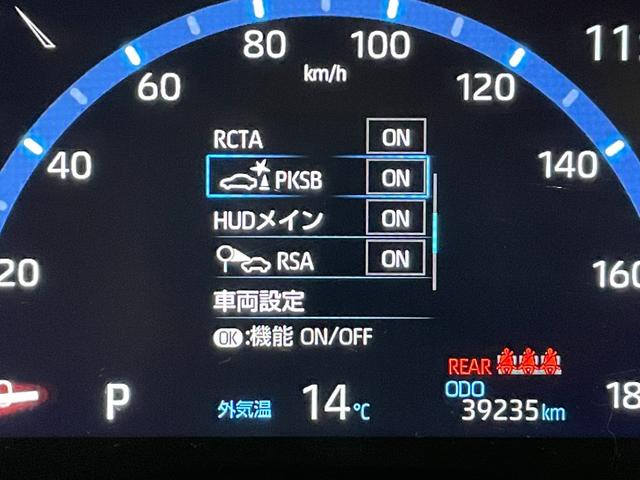 80 100
11
60 km/h 120
RCTA ON
40 140
PKSB ON
HUDメイン ON
RSA ON
20 160
車両設定
OK:機能 ON/OFF
REAR
ODO
P 外気温 14℃ 39235km 18